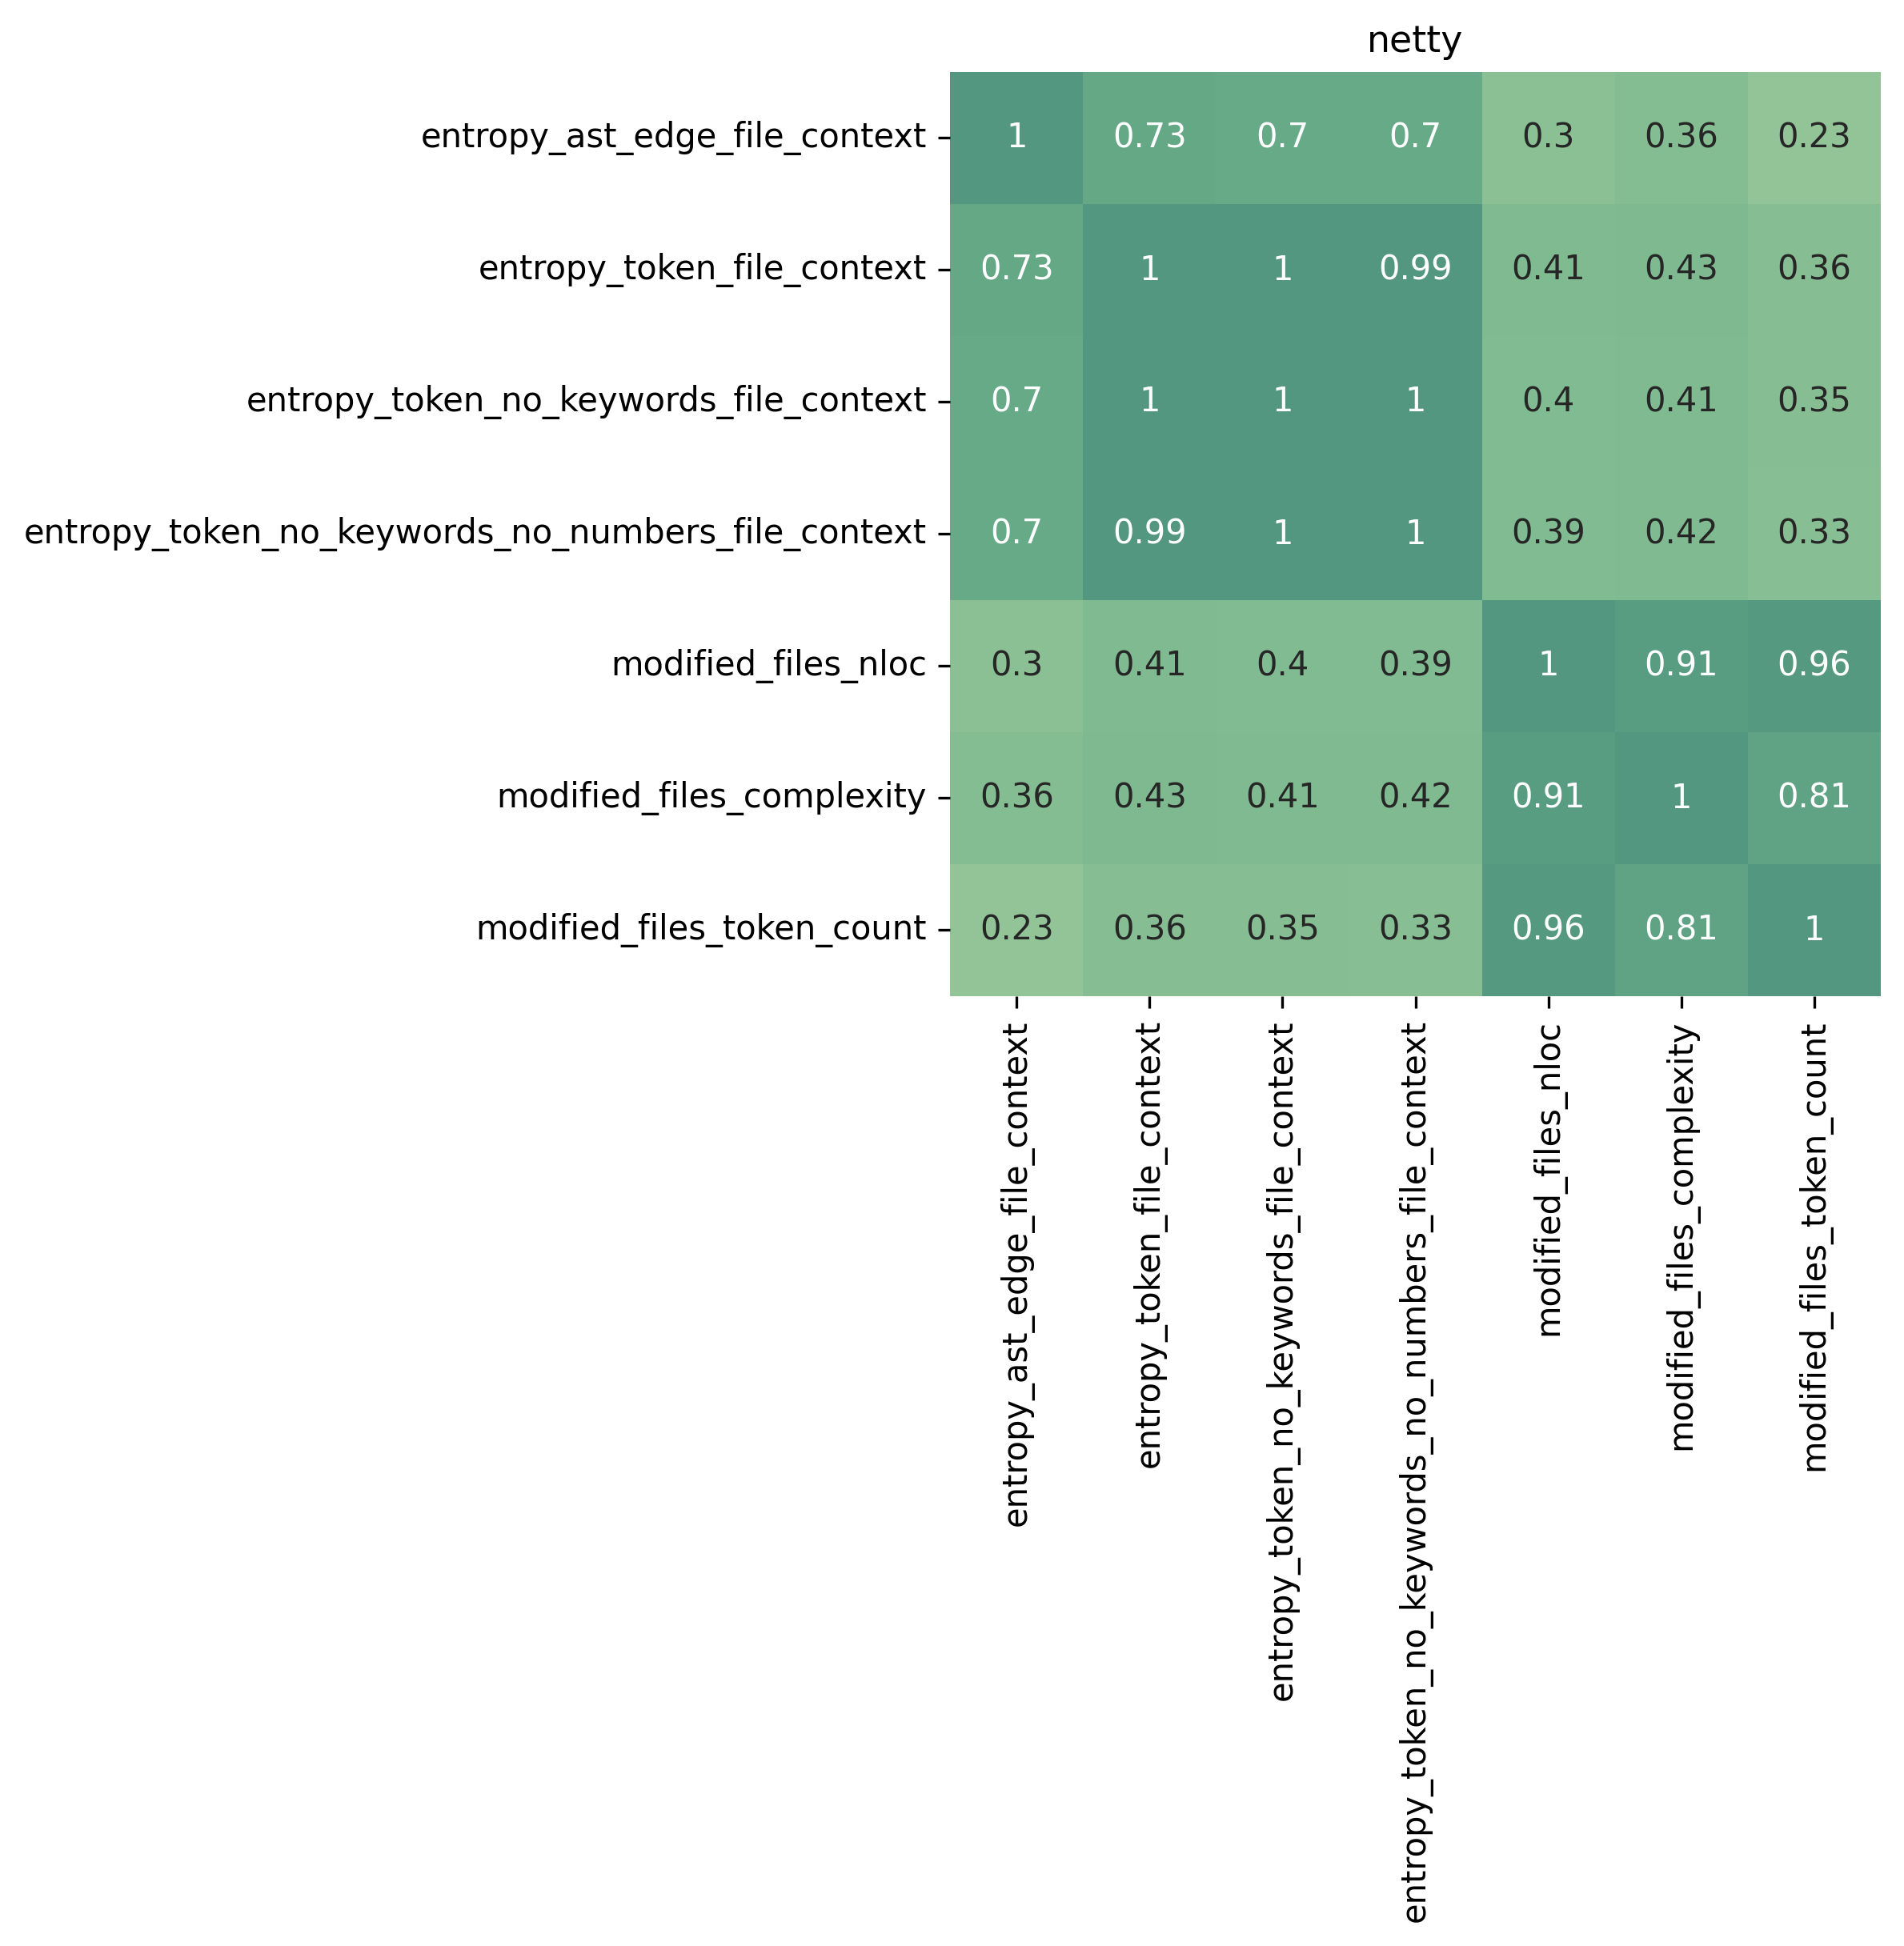 netty
entropy_ast_edge_file_context 1 0.73 0.7 0.7 0.3 0.36 0.23
entropy_token_file_context 0.73 1 1 0.99 0.41 0.43 0.36
entropy_token_no_keywords_file_context 0.7 1 1 1 0.4 0.41 0.35
entropy_token_no_keywords_no_numbers_file_context 0.7 0.99 1 1 0.39 0.42 0.33
modified_files_nloc 0.3 0.41 0.4 0.39 1 0.91 0.96
modified_files_complexity 0.36 0.43 0.41 0.42 0.91 1 0.81
modified_files_token_count 0.23 0.36 0.35 0.33 0.96 0.81 1
entropy_ast_edge_file_context
entropy_token_file_context
entropy_token_no_keywords_file_context
entropy_token_no_keywords_no_numbers_file_context
modified_files_nloc
modified_files_complexity
modified_files_token_count